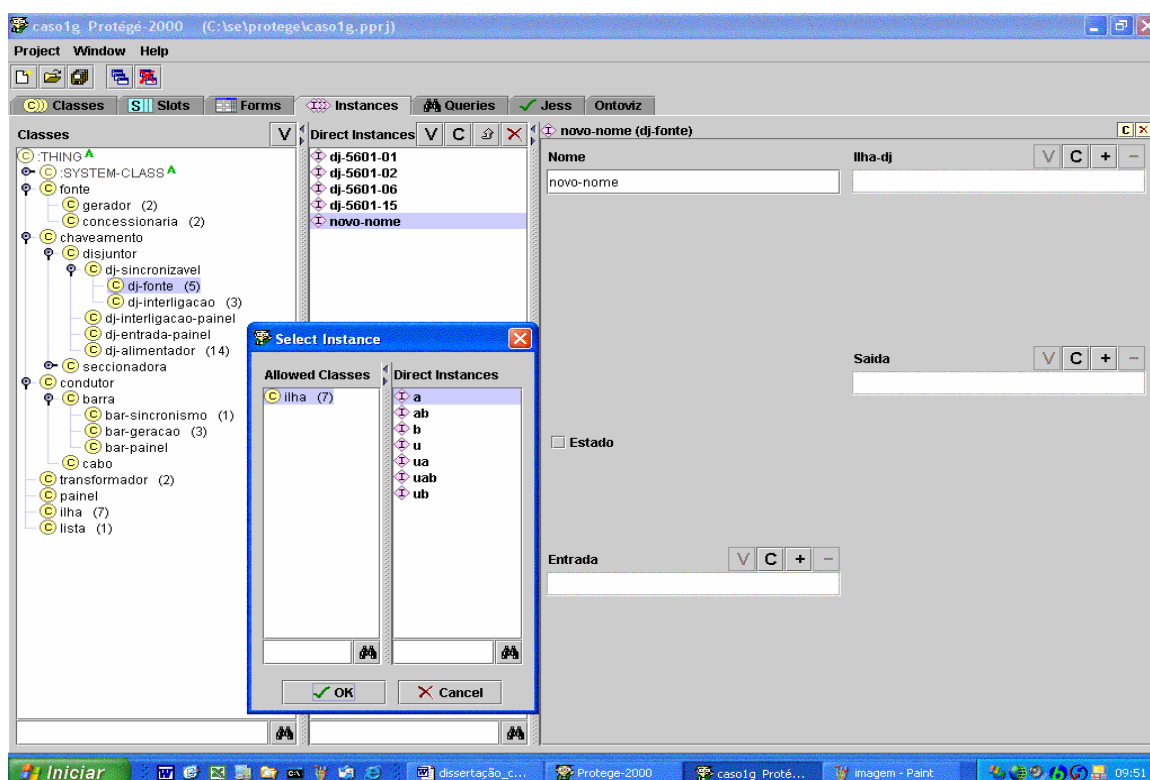 caso1g Protégé-2000 (C:\se\protege\caso1g.pprj)
Project Window Help
Classes Slots Forms Instances Queries Jess Ontoviz
Classes V
:THING A
:SYSTEM-CLASS A
fonte
gerador (2)
concessionaria (2)
chaveamento
disjuntor
dj-sincronizavel
dj-fonte (5)
dj-interligacao (3)
dj-interligacao-painel
dj-entrada-painel
dj-alimentador (14)
seccionadora
condutor
barra
bar-sincronismo (1)
bar-geracao (3)
bar-painel
cabo
transformador (2)
painel
ilha (7)
lista (1)
Direct Instances V C
dj-5601-01
dj-5601-02
dj-5601-06
dj-5601-15
novo-nome
novo-nome (dj-fonte)
Nome
novo-nome
Ilha-dj V C + -
Saida V C + -
Estado
Entrada V C + -
Select Instance
Allowed Classes
ilha (7)
Direct Instances
a
ab
b
u
ua
uab
ub
OK Cancel
Iniciar dissertação_c... Protege-2000 caso1g Proté... imagem - Paint 09:51